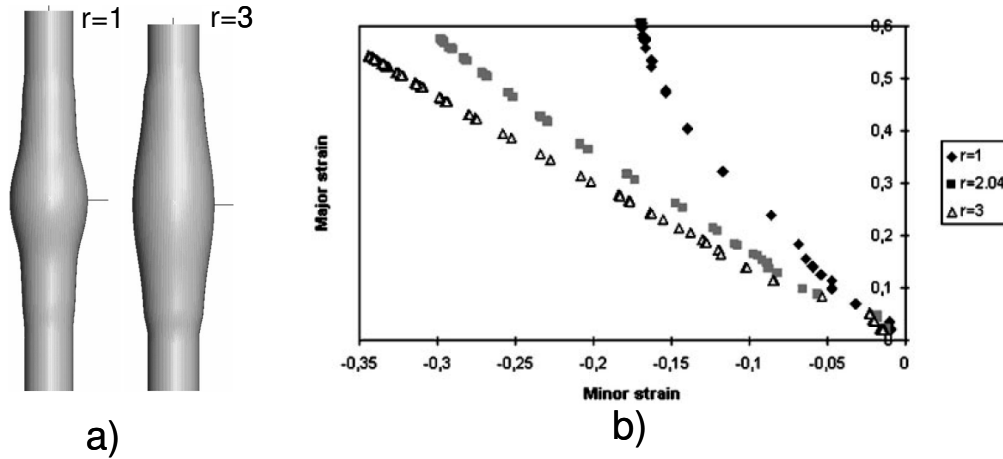 r=1
r=3
a)
Major strain
0,6
0,5
0,4
0,3
0,2
0,1
0
-0,35
-0,3
-0,25
-0,2
-0,15
-0,1
-0,05
0
Minor strain
r=1
r=2.04
r=3
b)